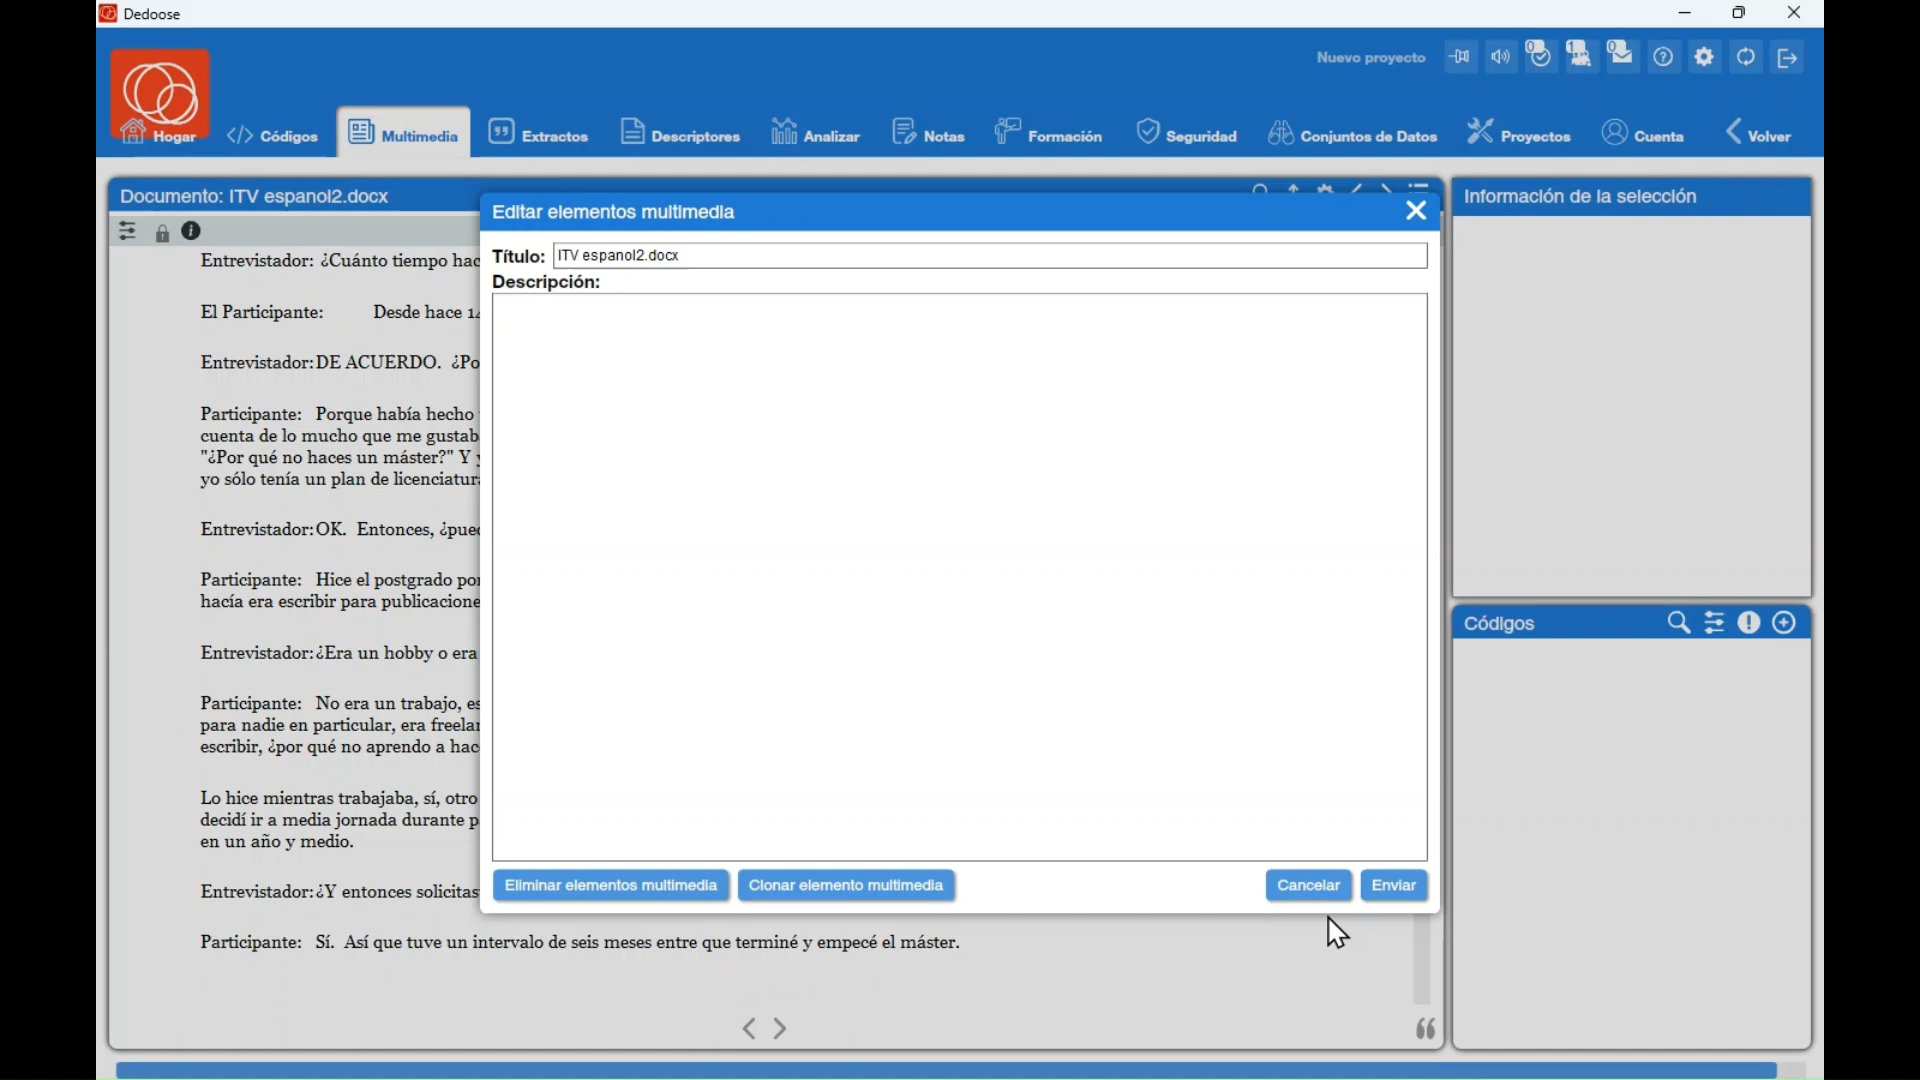 Dedoose
Nuevo proyecto
0
1
0
Hogar
Códigos
Multimedia
Extractos
Descriptores
Analizar
Notas
Formación
Seguridad
Conjuntos de Datos
Proyectos
Cuenta
Volver
Documento: ITV espanol2.docx
Entrevistador: ¿Cuánto tiempo hac
El Participante: Desde hace
Entrevistador:DE ACUERDO. ¿Po
Participante: Porque había hecho
cuenta de lo mucho que me gustab
"¿Por qué no haces un máster?" Y
yo sólo tenía un plan de licenciatur
Entrevistador:OK. Entonces, ¿pue
Participante: Hice el postgrado por
hacía era escribir para publicacione
Entrevistador:¿Era un hobby o era
Participante: No era un trabajo, es
para nadie en particular, era freelan
escribir, ¿por qué no aprendo a hac
Lo hice mientras trabajaba, sí, otro
decidí ir a media jornada durante p
en un año y medio.
Entrevistador:¿Y entonces solicitas
Participante: Sí. Así que tuve un intervalo de seis meses entre que terminé y empecé el máster.
Editar elementos multimedia
Título: ITV espanol2.docx
Descripción:
Eliminar elementos multimedia
Clonar elemento multimedia
Cancelar
Enviar
Información de la selección
Códigos